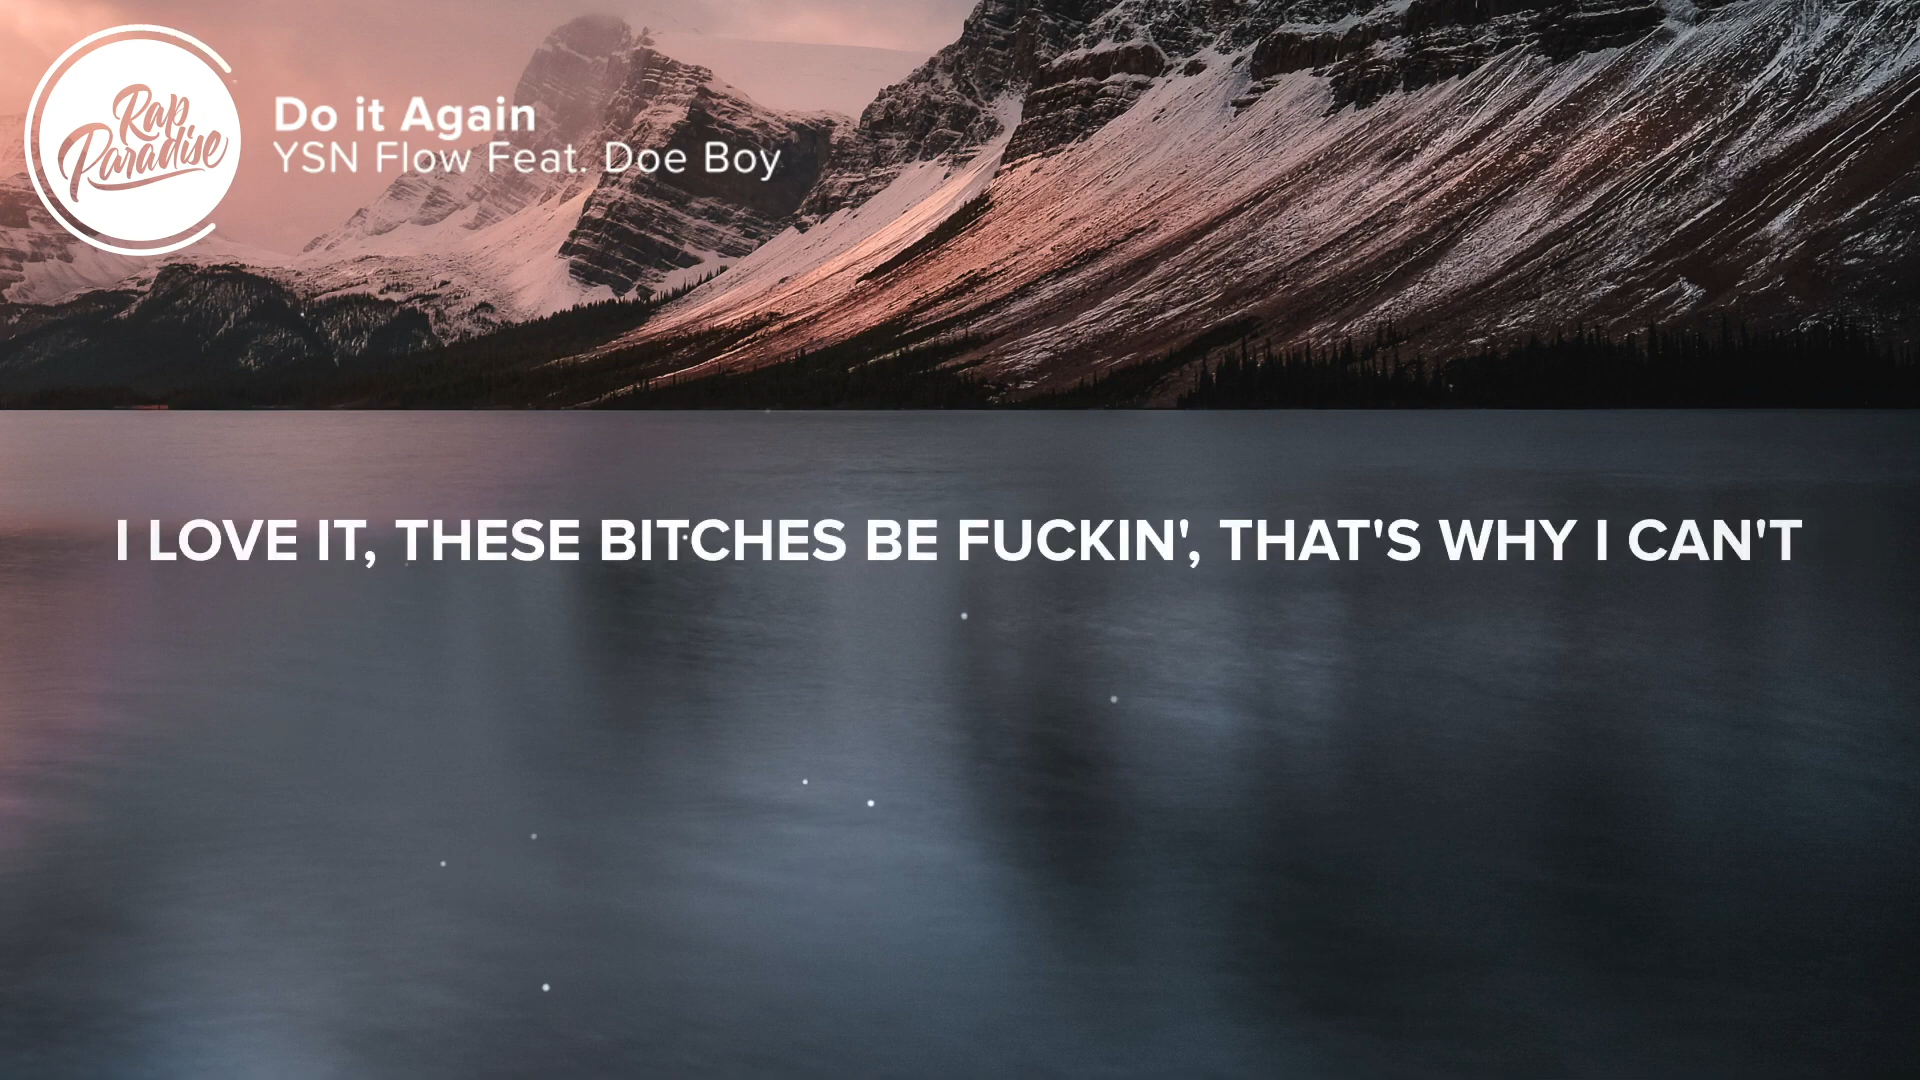 Rap
Paradise
Do it Again
YSN Flow Feat. Doe Boy
I LOVE IT, THESE BITCHES BE FUCKIN', THAT'S WHY I CAN'T